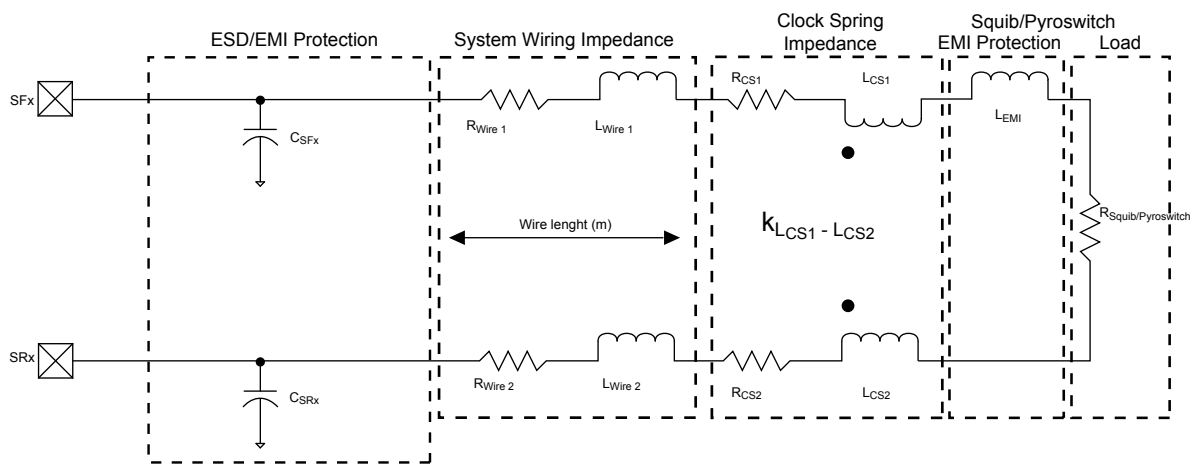 ESD/EMI Protection
System Wiring Impedance
Clock Spring
Impedance
Squib/Pyroswitch
EMI Protection
Load
SFx
CSFx
RWire 1
LWire 1
RCS1
LCS1
LEMI
Wire lenght (m)
kLCS1 - LCS2
RSquib/Pyroswitch
SRx
CSRx
RWire 2
LWire 2
RCS2
LCS2